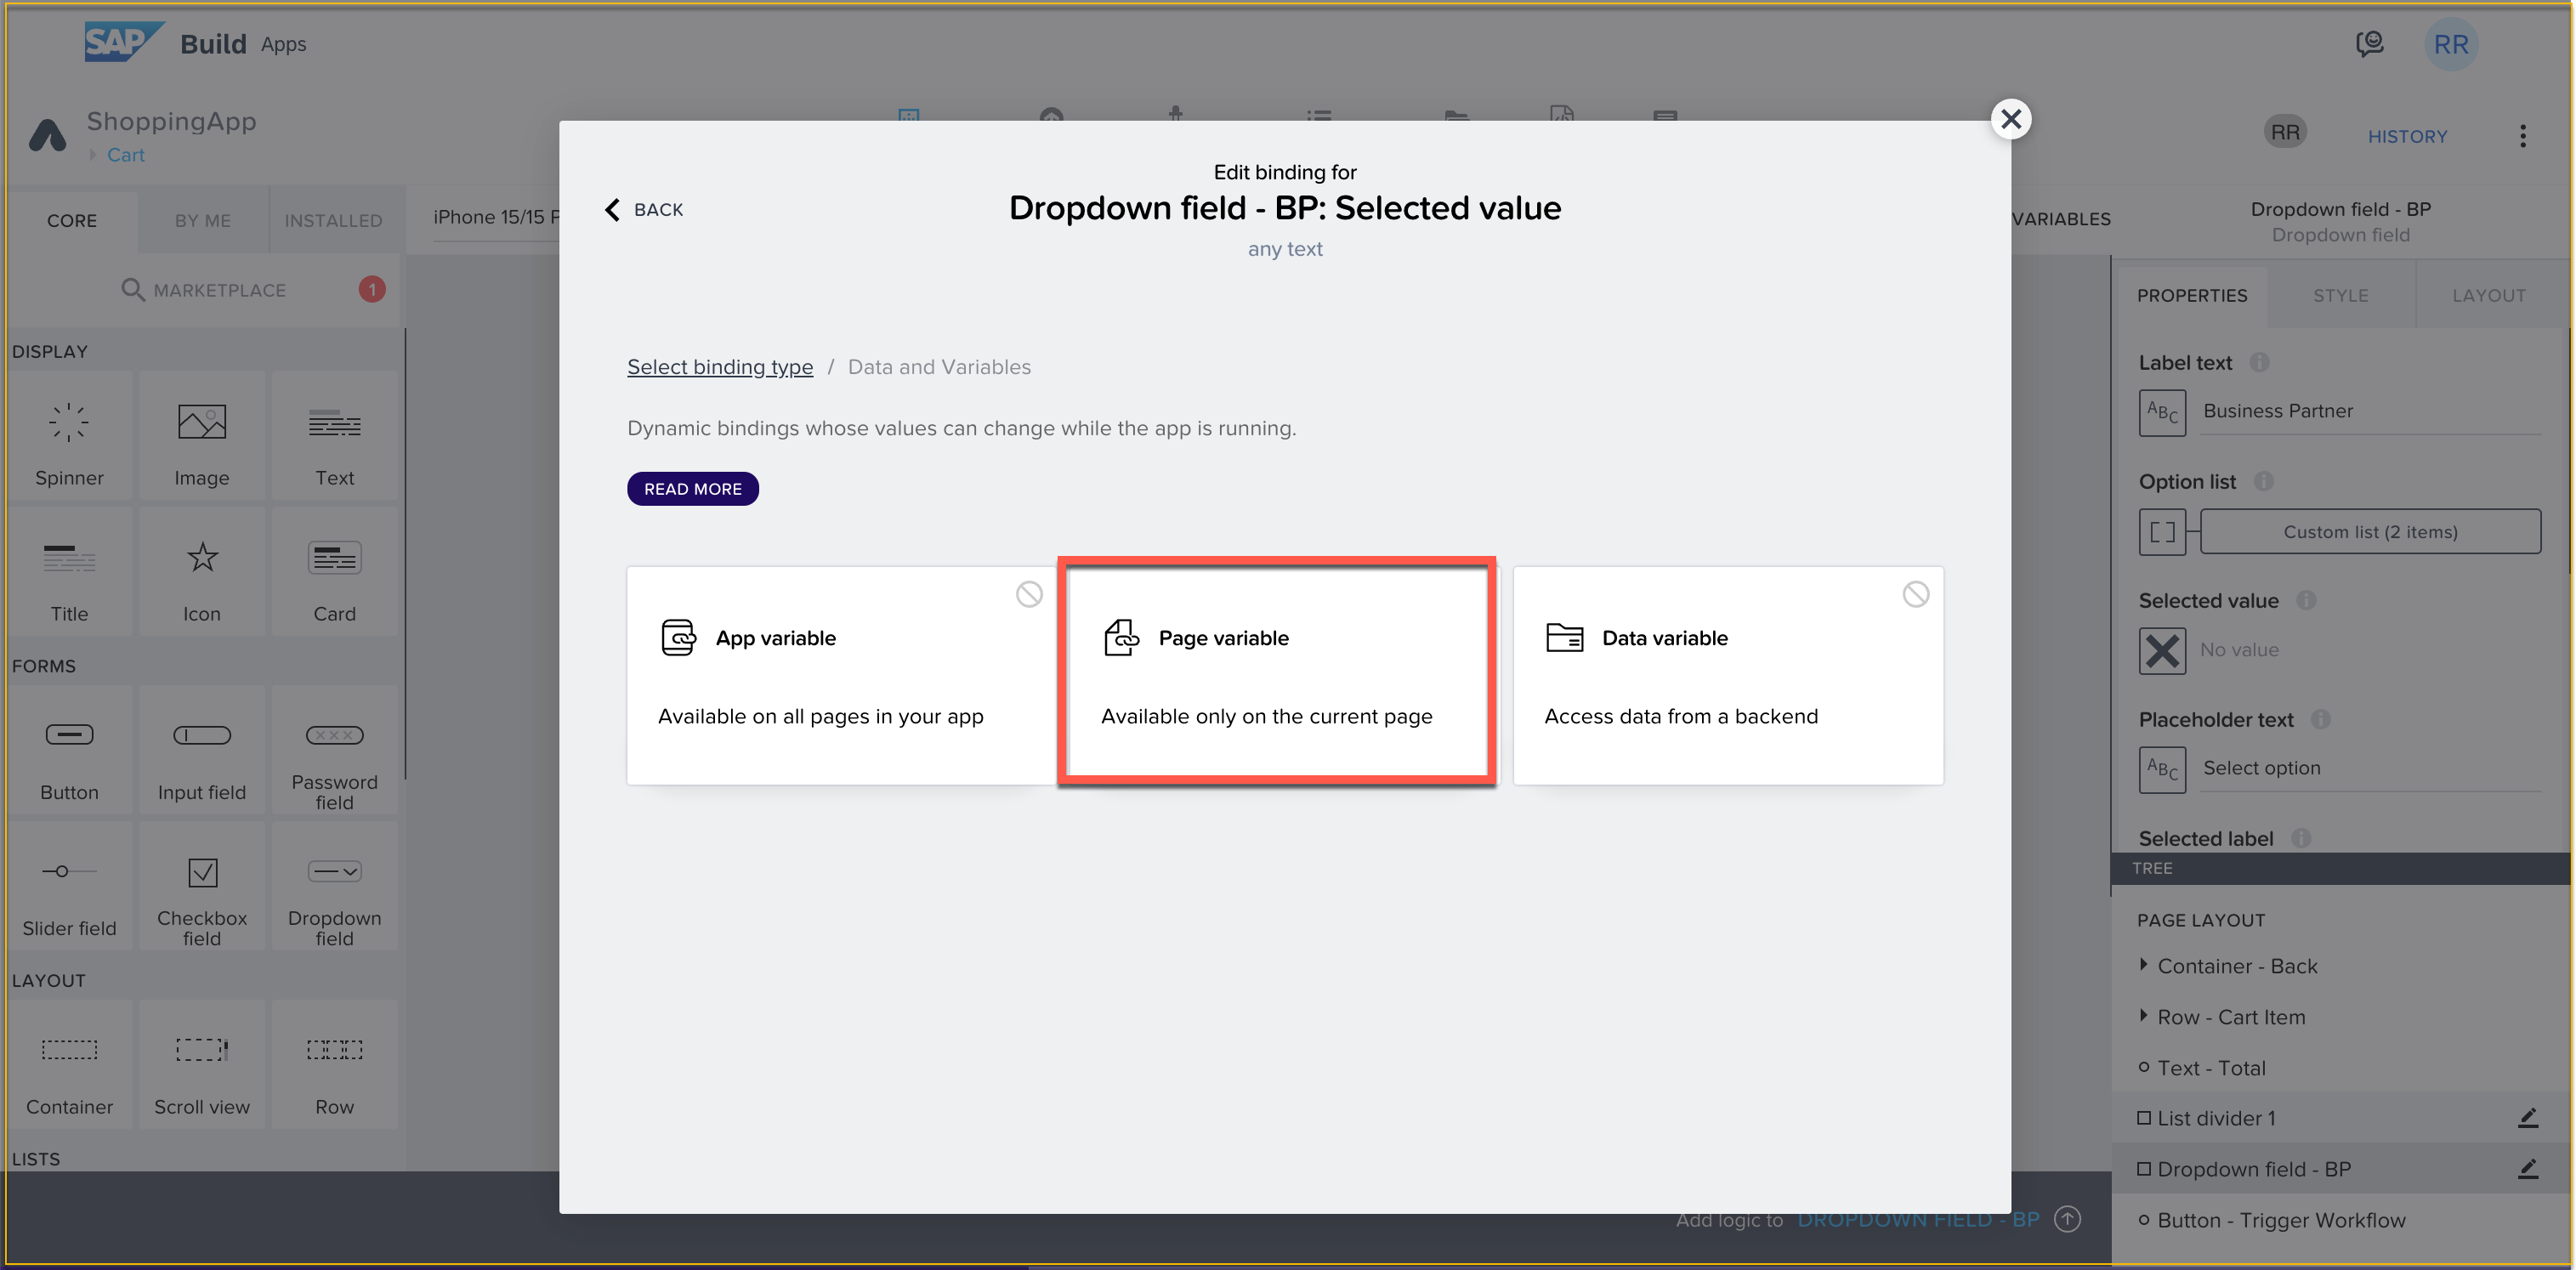 SAP Build Apps
RR
ShoppingApp
Cart
RR
HISTORY
CORE
BY ME
INSTALLED
iPhone 15/15 P
VARIABLES
Dropdown field - BP
Dropdown field
MARKETPLACE
1
DISPLAY
Spinner
Image
Text
Title
Icon
Card
FORMS
Button
Input field
Password
field
Slider field
Checkbox
field
Dropdown
field
LAYOUT
Container
Scroll view
Row
LISTS
BACK
Edit binding for
Dropdown field - BP: Selected value
any text
Select binding type / Data and Variables
Dynamic bindings whose values can change while the app is running.
READ MORE
App variable
Available on all pages in your app
Page variable
Available only on the current page
Data variable
Access data from a backend
Add logic to DROPDOWN FIELD - BP
PROPERTIES
STYLE
LAYOUT
Label text
ABC
Business Partner
Option list
Custom list (2 items)
Selected value
No value
Placeholder text
ABC
Select option
Selected label
TREE
PAGE LAYOUT
Container - Back
Row - Cart Item
Text - Total
List divider 1
Dropdown field - BP
Button - Trigger Workflow